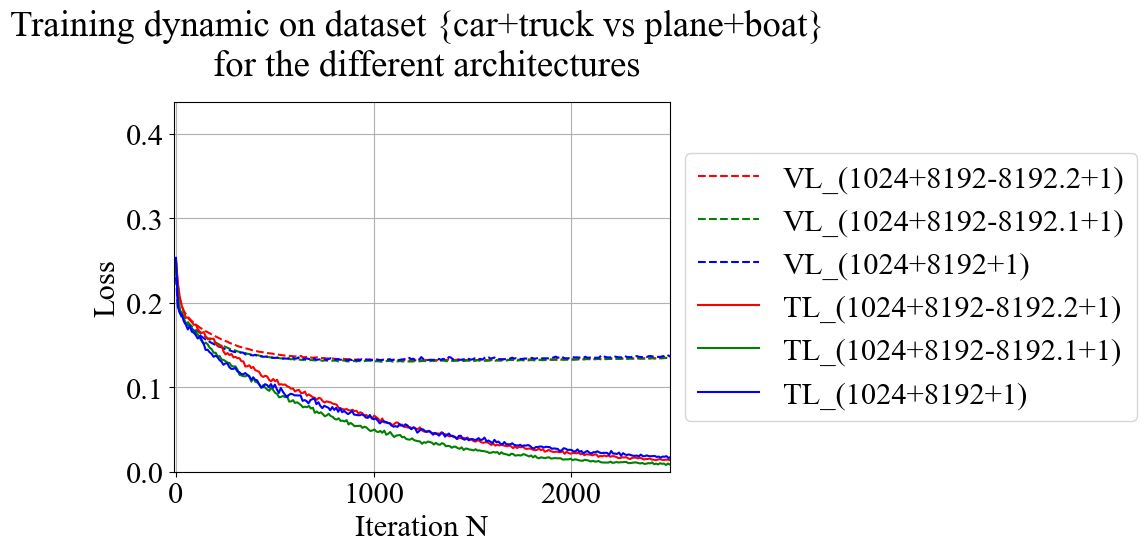 Training dynamic on dataset {car+truck vs plane+boat}
for the different architectures
0.4
0.3
0.2
0.1
0.0
Loss
0
1000
2000
Iteration N
VL_(1024+8192-8192.2+1)
VL_(1024+8192-8192.1+1)
VL_(1024+8192+1)
TL_(1024+8192-8192.2+1)
TL_(1024+8192-8192.1+1)
TL_(1024+8192+1)